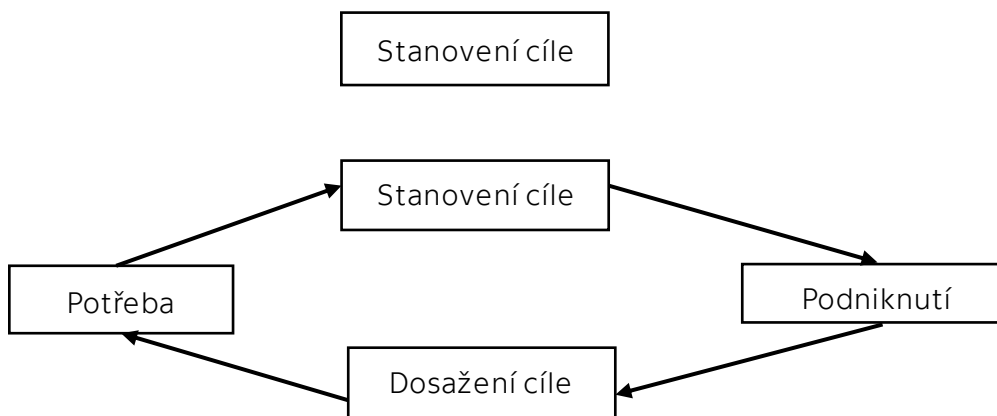 Stanovení cíle
Stanovení cíle
Potřeba
Podniknutí
Dosažení cíle